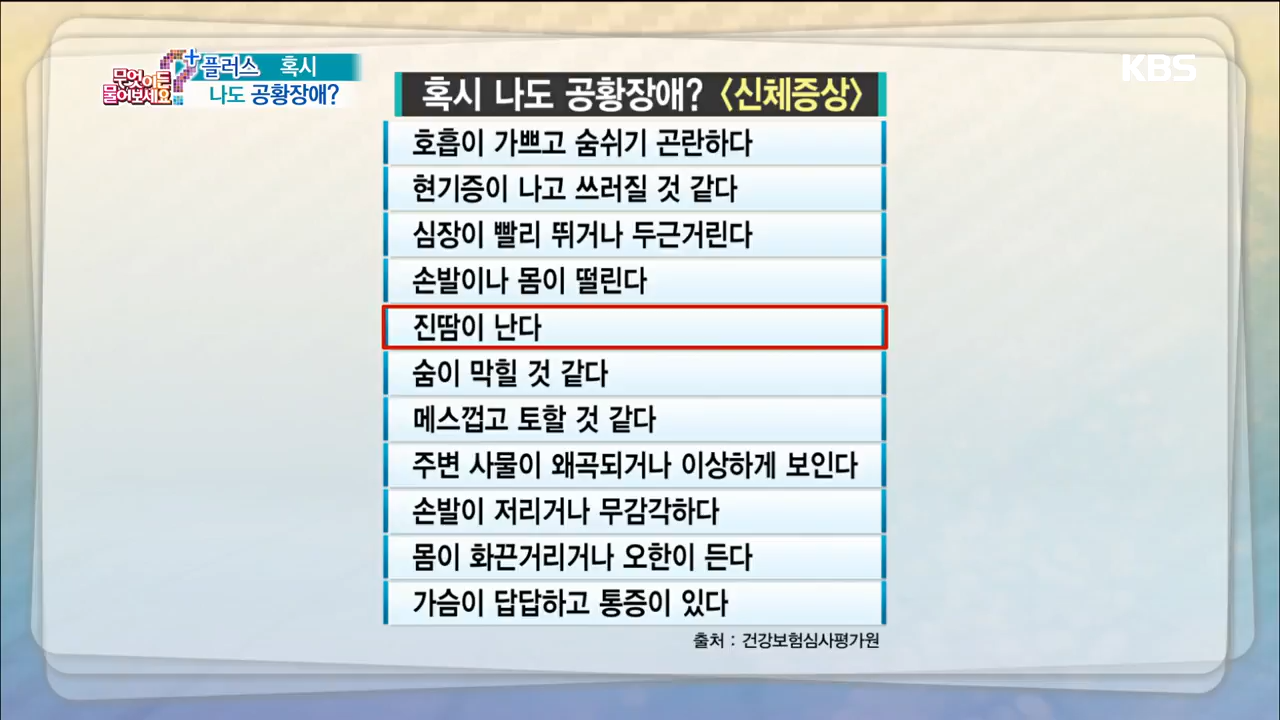 무엇이든
물어보세요
플러스 혹시
나도 공황장애?
KBS
혹시 나도 공황장애? <신체증상>
호흡이 가쁘고 숨쉬기 곤란하다
현기증이 나고 쓰러질 것 같다
심장이 빨리 뛰거나 두근거린다
손발이나 몸이 떨린다
진땀이 난다
숨이 막힐 것 같다
메스껍고 토할 것 같다
주변 사물이 왜곡되거나 이상하게 보인다
손발이 저리거나 무감각하다
몸이 화끈거리거나 오한이 든다
가슴이 답답하고 통증이 있다
출처 : 건강보험심사평가원